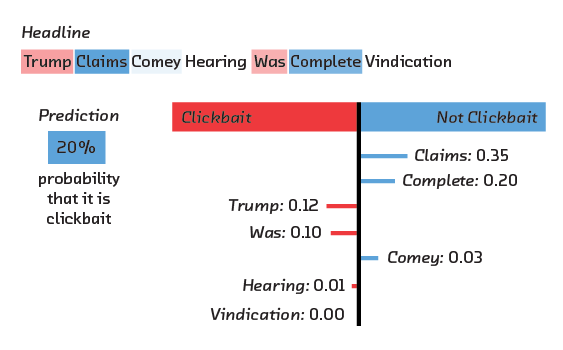 Headline
Trump Claims Comey Hearing Was Complete Vindication
Prediction
20%
probability
that it is
clickbait
Clickbait
Not Clickbait
Claims: 0.35
Complete: 0.20
Trump: 0.12
Was: 0.10
Comey: 0.03
Hearing: 0.01
Vindication: 0.00